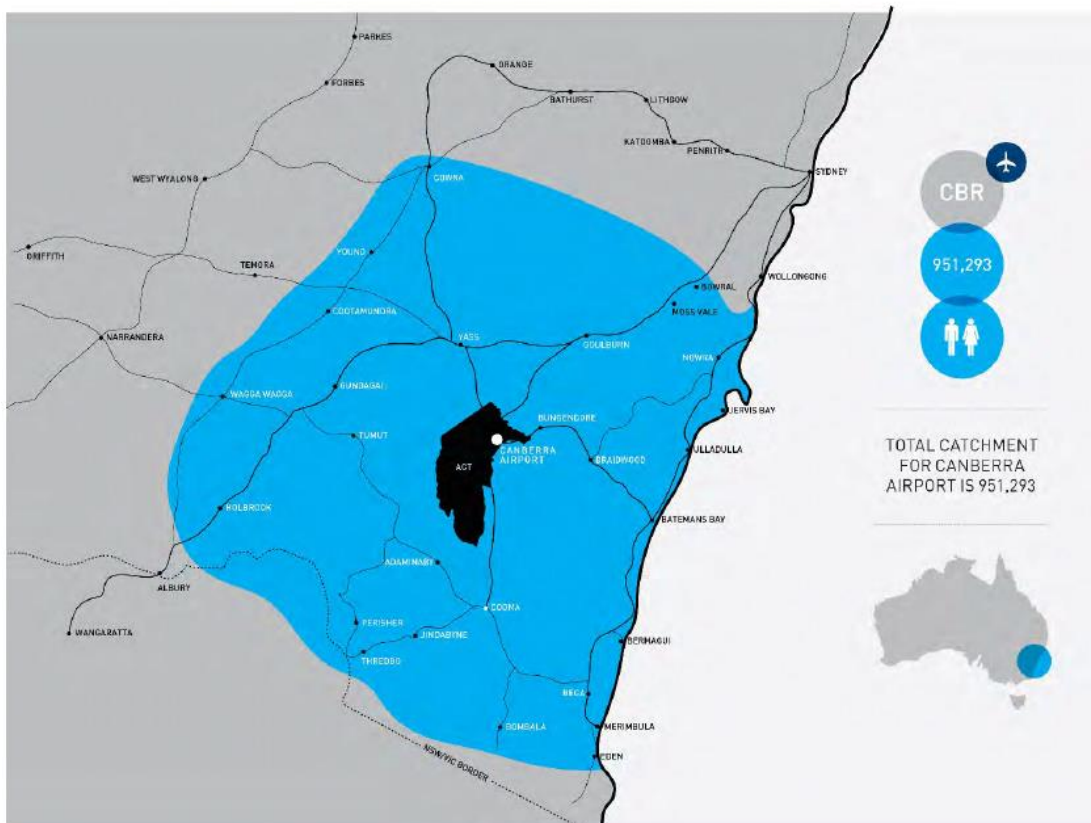 PARKES
ORANGE
FORBES
BATHURST
LITHGOW
KATOOMBA
PENRITH
SYDNEY
WEST WYALONG
COWRA
CBR
GRIFFITH
YOUNG
TEMORA
951,293
WOLLONGONG
BOWRAL
MOSS VALE
COOTAMUNDRA
NARRANDERA
YASS
GOULBURN
NOWRA
GUNDAGAI
WAGGA WAGGA
JERVIS BAY
BUNGENDORE
TUMUT
CANBERRA
AIRPORT
ULLADULLA
BRAIDWOOD
ACT
TOTAL CATCHMENT
FOR CANBERRA
AIRPORT IS 951,293
HOLBROOK
BATEMANS BAY
ADAMINABY
ALBURY
COOMA
PERISHER
WANGARATTA
JINDABYNE
BERMAGUI
THREDBO
BEGA
BOMBALA
MERIMBULA
EDEN
NSW/VIC BORDER